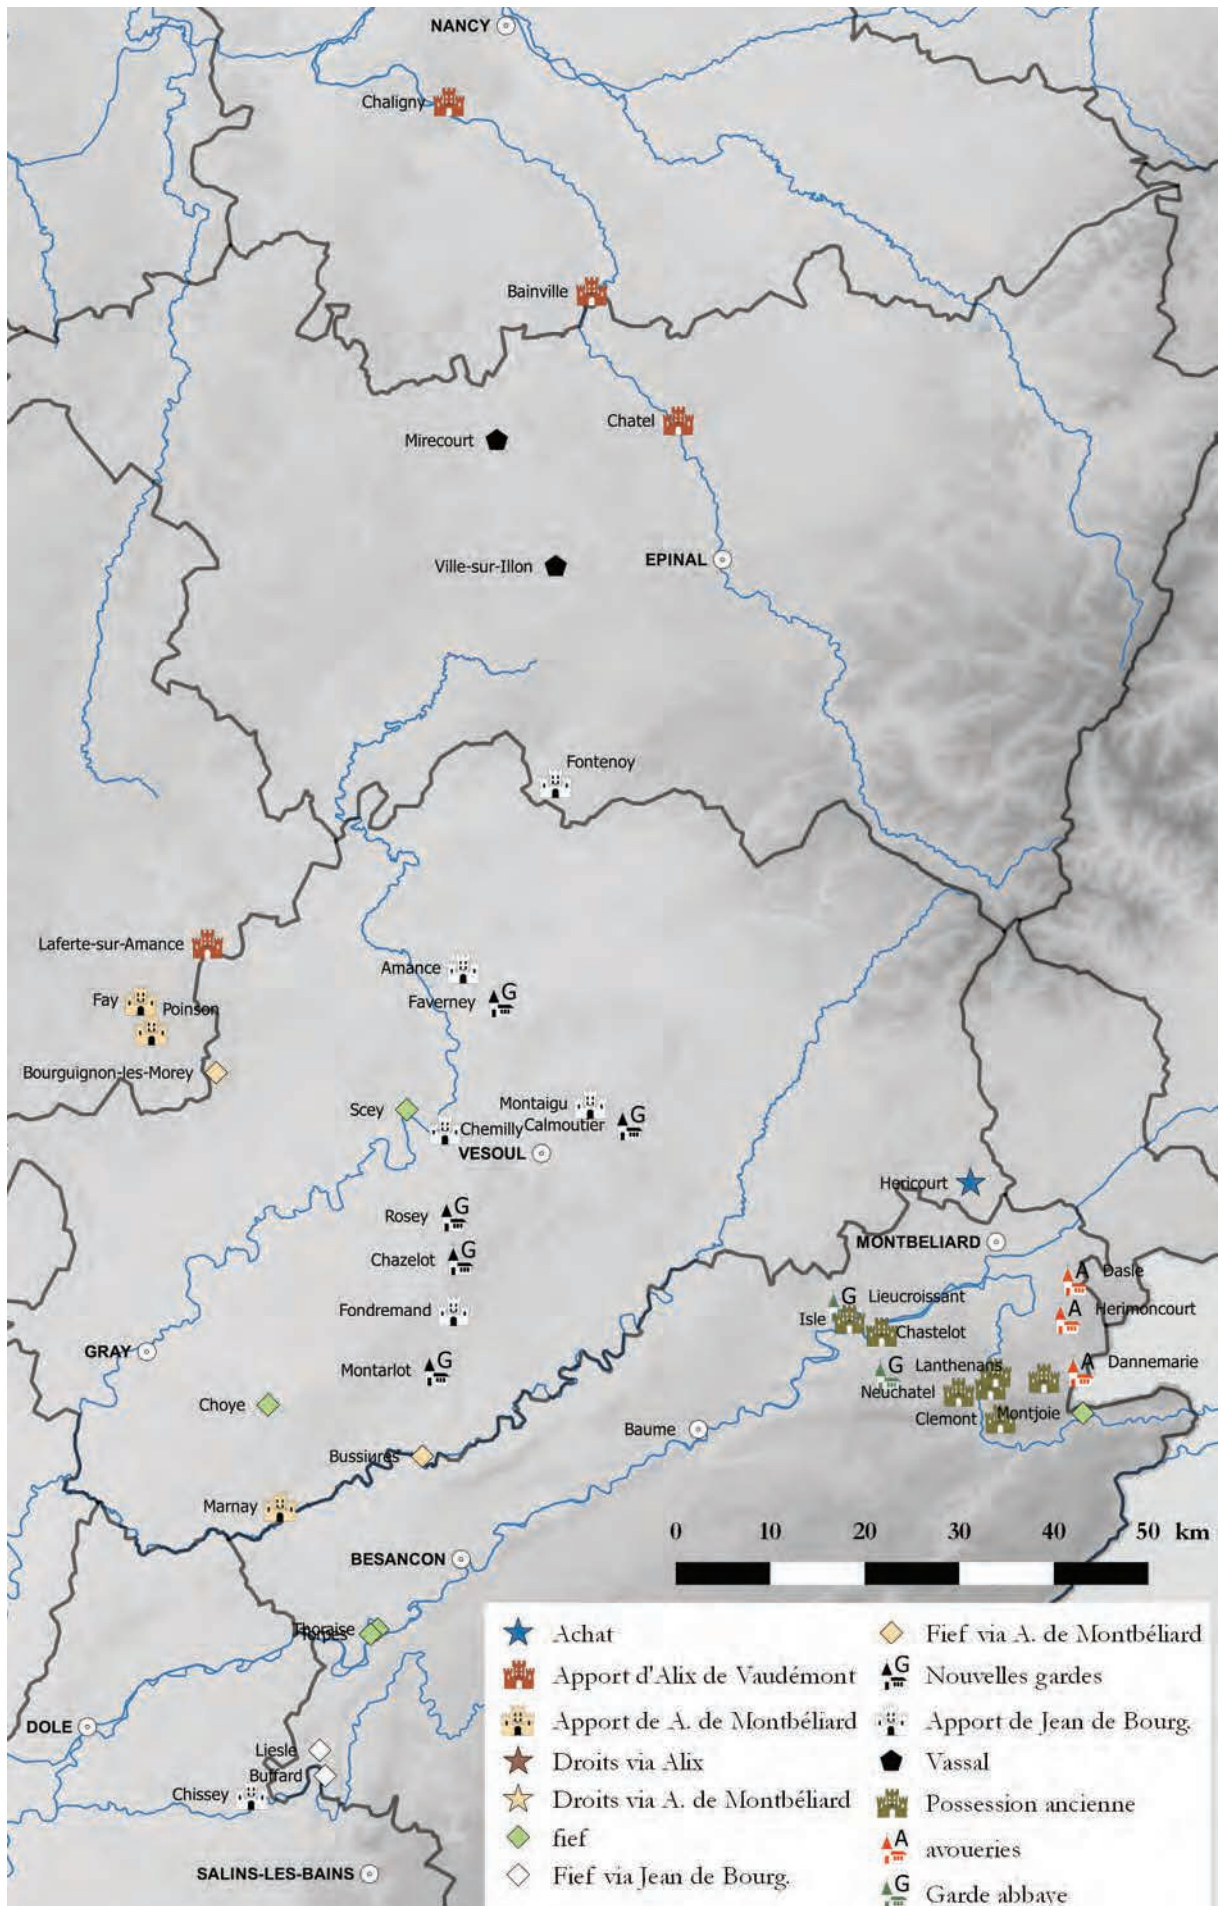 NANCY
Chaligny
Bainville
Chatel
Mirecourt
Ville-sur-Illon
EPINAL
Fontenoy
Laferte-sur-Amance
Amance
Fay
Faverney
G
Poinson
Bourguignon-les-Morey
Scey
Montaigu
Chemilly
Calmoutier
G
VESOUL
Hericourt
Rosey
G
MONTBELIARD
Chazelot
G
Dasle
A
Lieucroissant
G
Fondremand
Isle
Herimoncourt
A
Chastelot
GRAY
Montarlot
G
Lanthenans
G
Dannemarie
A
Neuchatel
Choye
Clemont
Montjoie
Baume
Bussiures
Marnay
0 10 20 30 40 50 km
BESANCON
Thoraise
DOLE
Liesle
Buffard
Chissey
SALINS-LES-BAINS
Achat
Apport d'Alix de Vaudémont
Apport de A. de Montbéliard
Droits via Alix
Droits via A. de Montbéliard
fief
Fief via Jean de Bourg.
Fief via A. de Montbéliard
G Nouvelles gardes
Apport de Jean de Bourg.
Vassal
Possession ancienne
A avoueries
G Garde abbaye